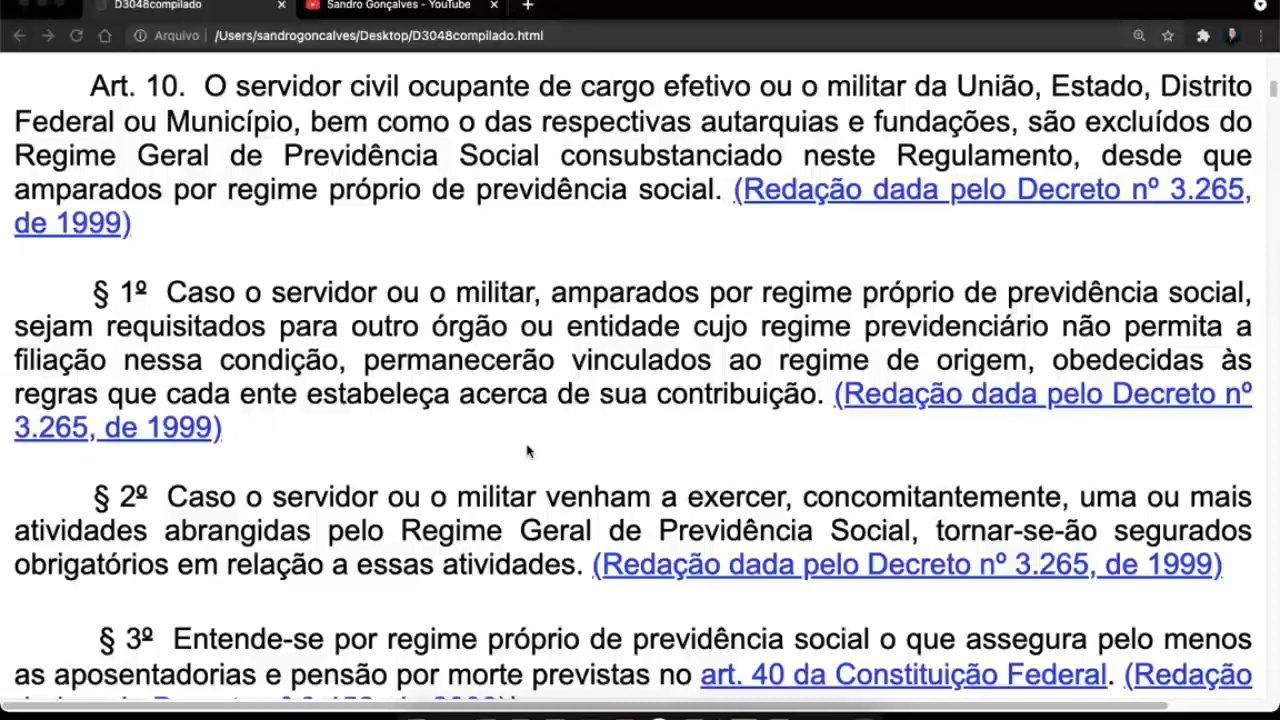 D3048compilado
Sandro Gonçalves - YouTube
Arquivo
/Users/sandrogoncalves/Desktop/D3048compilado.html
Art. 10. O servidor civil ocupante de cargo efetivo ou o militar da União, Estado, Distrito
Federal ou Município, bem como o das respectivas autarquias e fundações, são excluídos do
Regime Geral de Previdência Social consubstanciado neste Regulamento, desde que
amparados por regime próprio de previdência social. (Redação dada pelo Decreto nº 3.265,
de 1999)
§ 1º Caso o servidor ou o militar, amparados por regime próprio de previdência social,
sejam requisitados para outro órgão ou entidade cujo regime previdenciário não permita a
filiação nessa condição, permanecerão vinculados ao regime de origem, obedecidas às
regras que cada ente estabeleça acerca de sua contribuição. (Redação dada pelo Decreto nº
3.265, de 1999)
§ 2º Caso o servidor ou o militar venham a exercer, concomitantemente, uma ou mais
atividades abrangidas pelo Regime Geral de Previdência Social, tornar-se-ão segurados
obrigatórios em relação a essas atividades. (Redação dada pelo Decreto nº 3.265, de 1999)
§ 3º Entende-se por regime próprio de previdência social o que assegura pelo menos
as aposentadorias e pensão por morte previstas no art. 40 da Constituição Federal. (Redação